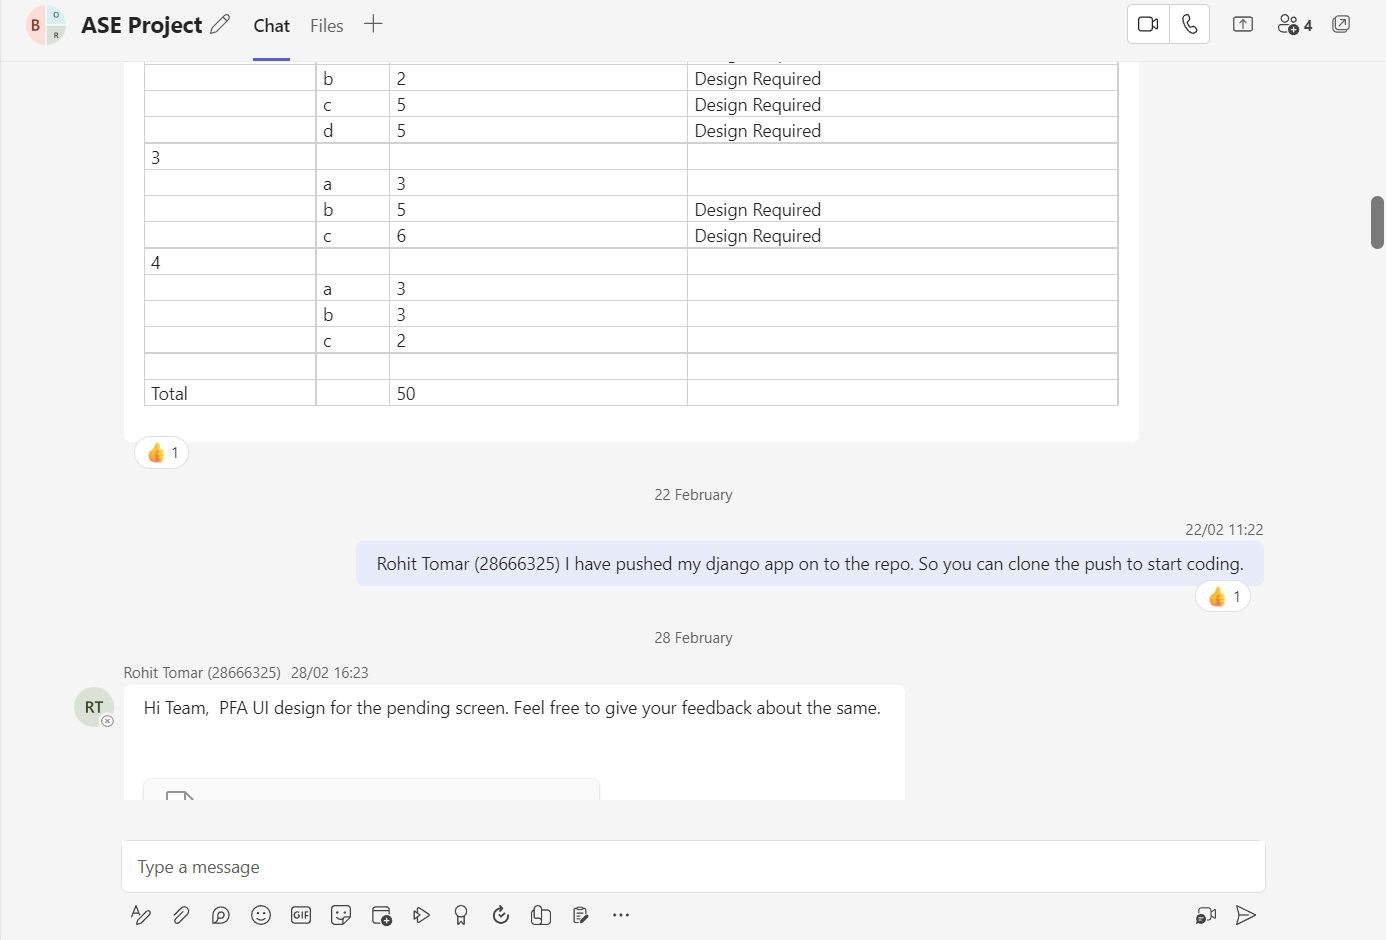 B
O
R
ASE Project
Chat
Files
4
b 2 Design Required
c 5 Design Required
d 5 Design Required
3
a 3
b 5 Design Required
c 6 Design Required
4
a 3
b 3
c 2
Total 50
1
22 February
22/02 11:22
Rohit Tomar (28666325) I have pushed my django app on to the repo. So you can clone the push to start coding.
1
28 February
Rohit Tomar (28666325) 28/02 16:23
RT
Hi Team, PFA UI design for the pending screen. Feel free to give your feedback about the same.
Type a message
GIF